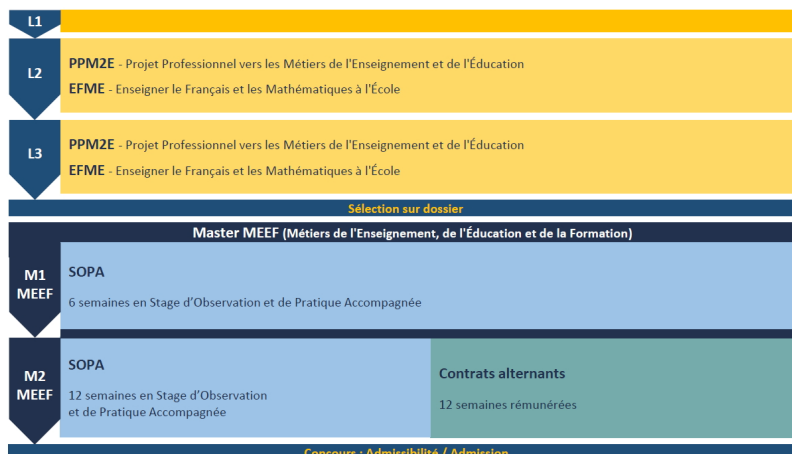 L1
L2
PPM2E - Projet Professionnel vers les Métiers de l'Enseignement et de l'Éducation
EFME - Enseigner le Français et les Mathématiques à l'École
L3
PPM2E - Projet Professionnel vers les Métiers de l'Enseignement et de l'Éducation
EFME - Enseigner le Français et les Mathématiques à l'École
Sélection sur dossier
Master MEEF (Métiers de l'Enseignement, de l'Éducation et de la Formation)
M1
MEEF
SOPA
6 semaines en Stage d’Observation et de Pratique Accompagnée
M2
MEEF
SOPA
12 semaines en Stage d’Observation
et de Pratique Accompagnée
Contrats alternants
12 semaines rémunérées
Concours : Admissibilité / Admission